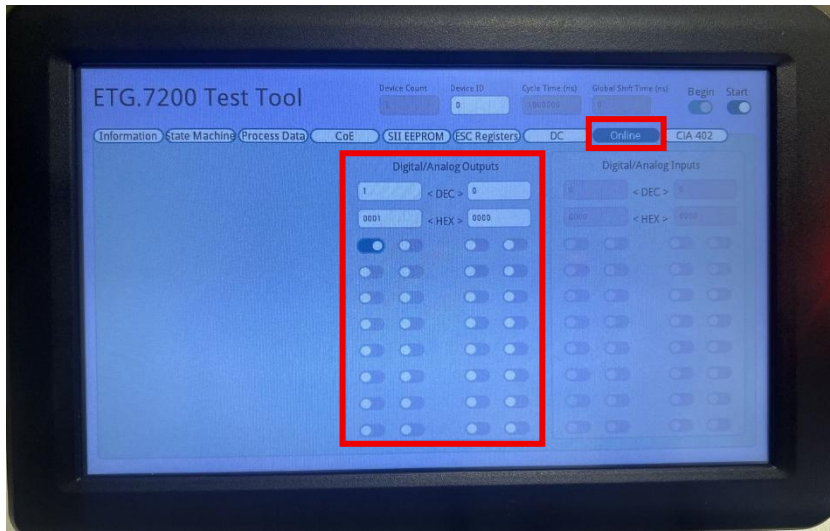 ETG.7200 Test Tool
Device Count Device ID Cycle Time (ns) Global Shift Time (ns) Begin Start
0 1000000
Information State Machine Process Data CoE SII EEPROM ESC Registers DC Online CiA 402
Digital/Analog Outputs Digital/Analog Inputs
1 < DEC > 0 0 < DEC > 0
0001 < HEX > 0000 0000 < HEX > 0000